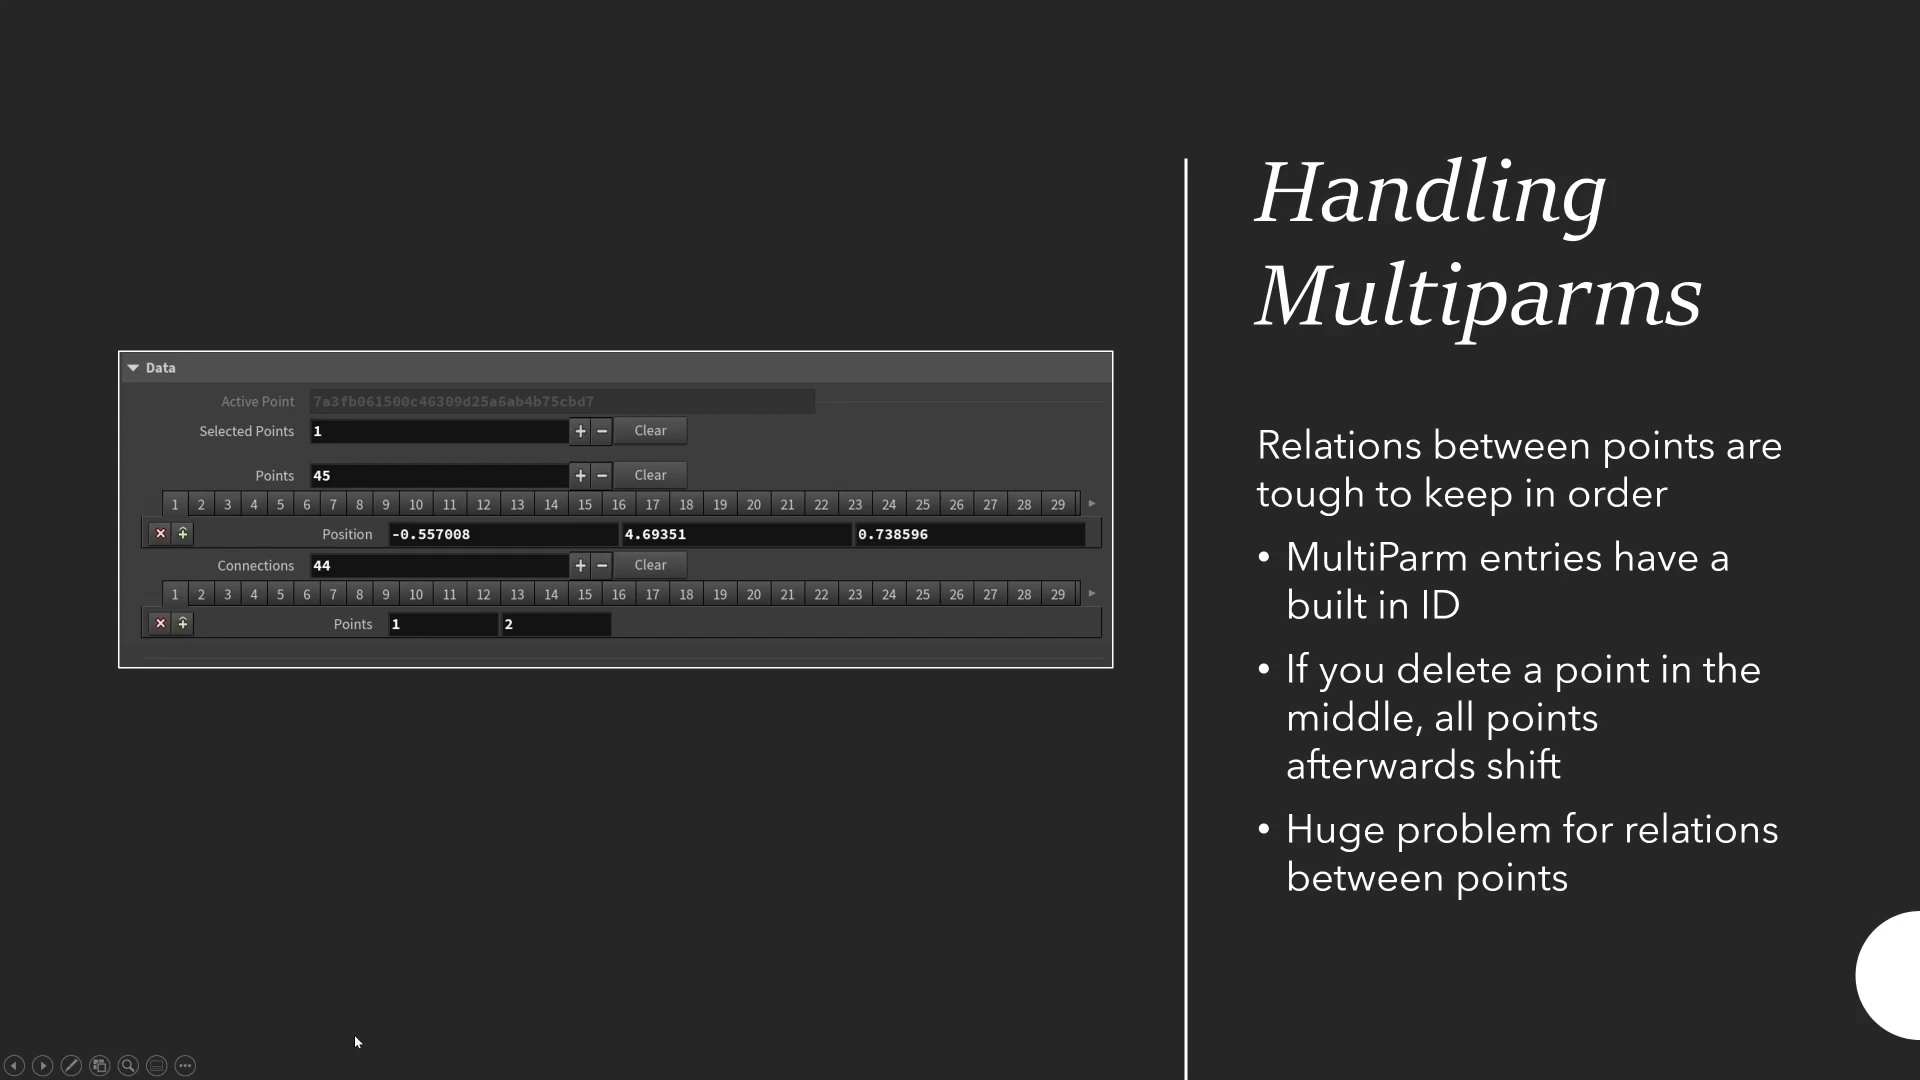 Handling
Multiparms
Data
Active Point 7a3fb061500c46309d25a6ab4b75cbd7
Selected Points 1 + − Clear
Points 45 + − Clear
1 2 3 4 5 6 7 8 9 10 11 12 13 14 15 16 17 18 19 20 21 22 23 24 25 26 27 28 29
Position -0.557008 4.69351 0.738596
Connections 44 + − Clear
1 2 3 4 5 6 7 8 9 10 11 12 13 14 15 16 17 18 19 20 21 22 23 24 25 26 27 28 29
Points 1 2
Relations between points are
tough to keep in order
• MultiParm entries have a
built in ID
• If you delete a point in the
middle, all points
afterwards shift
• Huge problem for relations
between points